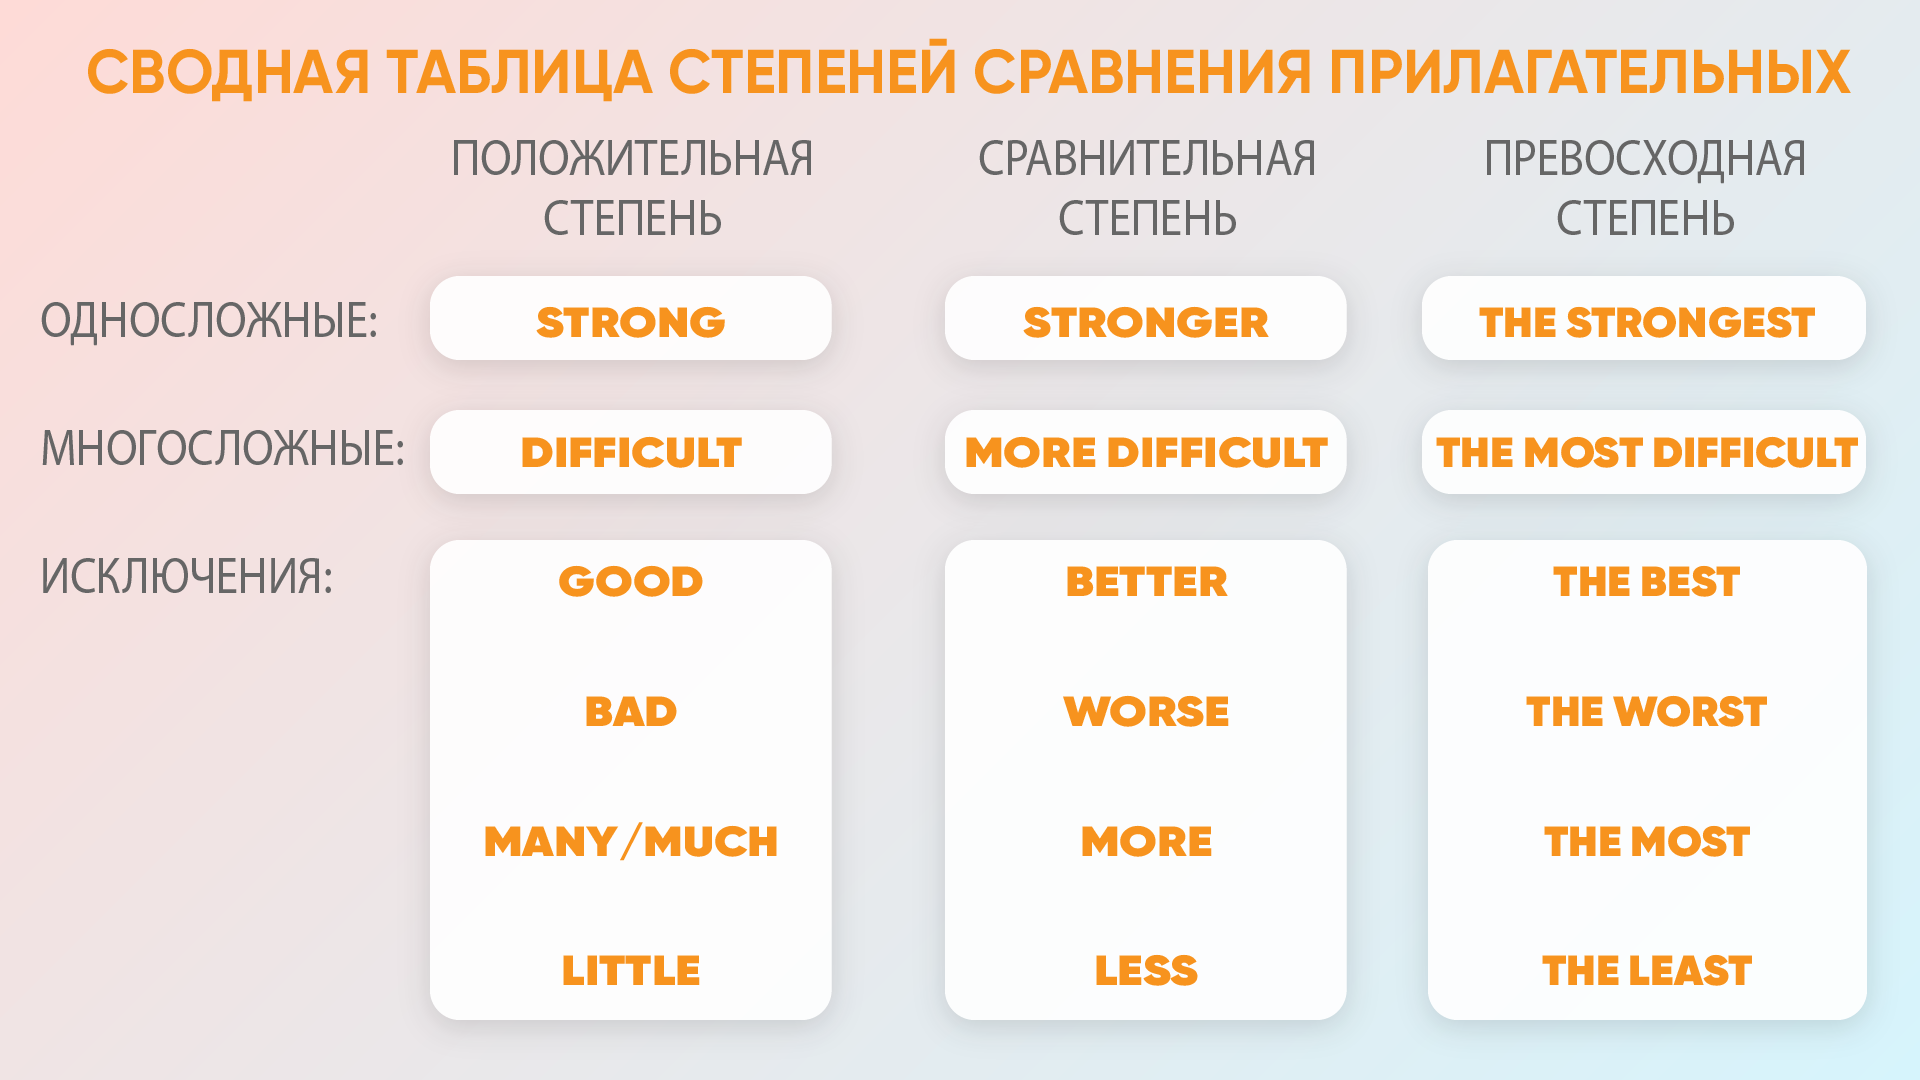 СВОДНАЯ ТАБЛИЦА СТЕПЕНЕЙ СРАВНЕНИЯ ПРИЛАГАТЕЛЬНЫХ
ПОЛОЖИТЕЛЬНАЯ СТЕПЕНЬ
СРАВНИТЕЛЬНАЯ СТЕПЕНЬ
ПРЕВОСХОДНАЯ СТЕПЕНЬ
ОДНОСЛОЖНЫЕ: STRONG STRONGER THE STRONGEST
МНОГОСЛОЖНЫЕ: DIFFICULT MORE DIFFICULT THE MOST DIFFICULT
ИСКЛЮЧЕНИЯ: GOOD BETTER THE BEST
BAD WORSE THE WORST
MANY/MUCH MORE THE MOST
LITTLE LESS THE LEAST